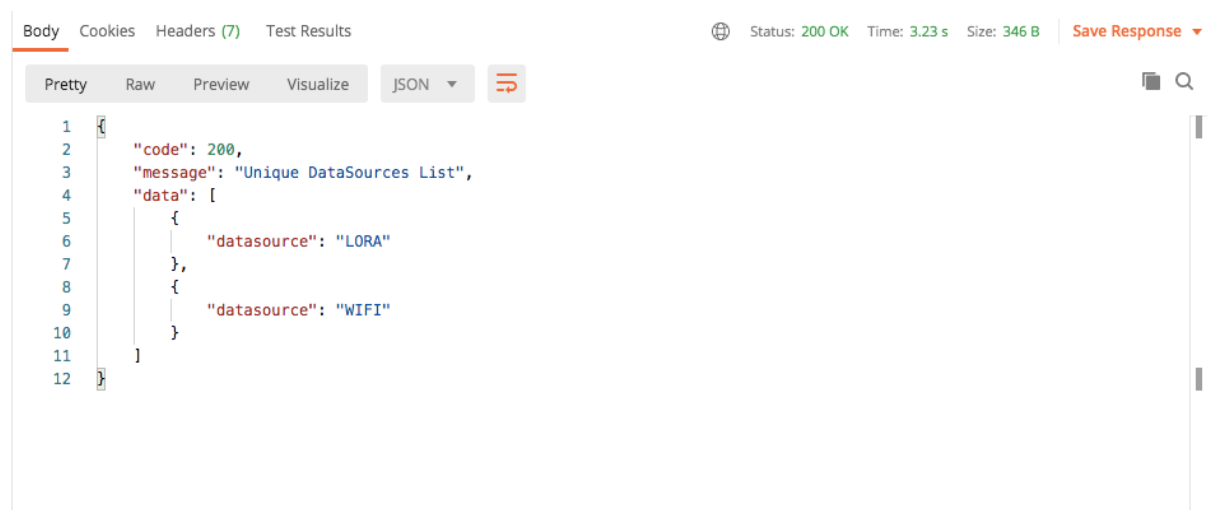 Body Cookies Headers (7) Test Results Status: 200 OK Time: 3.23 s Size: 346 B Save Response
Pretty Raw Preview Visualize JSON
1 {
2 "code": 200,
3 "message": "Unique DataSources List",
4 "data": [
5 {
6 "datasource": "LORA"
7 },
8 {
9 "datasource": "WIFI"
10 }
11 ]
12 }